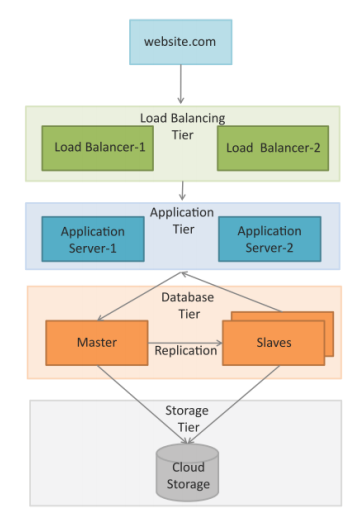 website.com
Load Balancing
Tier
Load Balancer-1
Load Balancer-2
Application
Tier
Application
Server-1
Application
Server-2
Database
Tier
Master
Replication
Slaves
Storage
Tier
Cloud
Storage